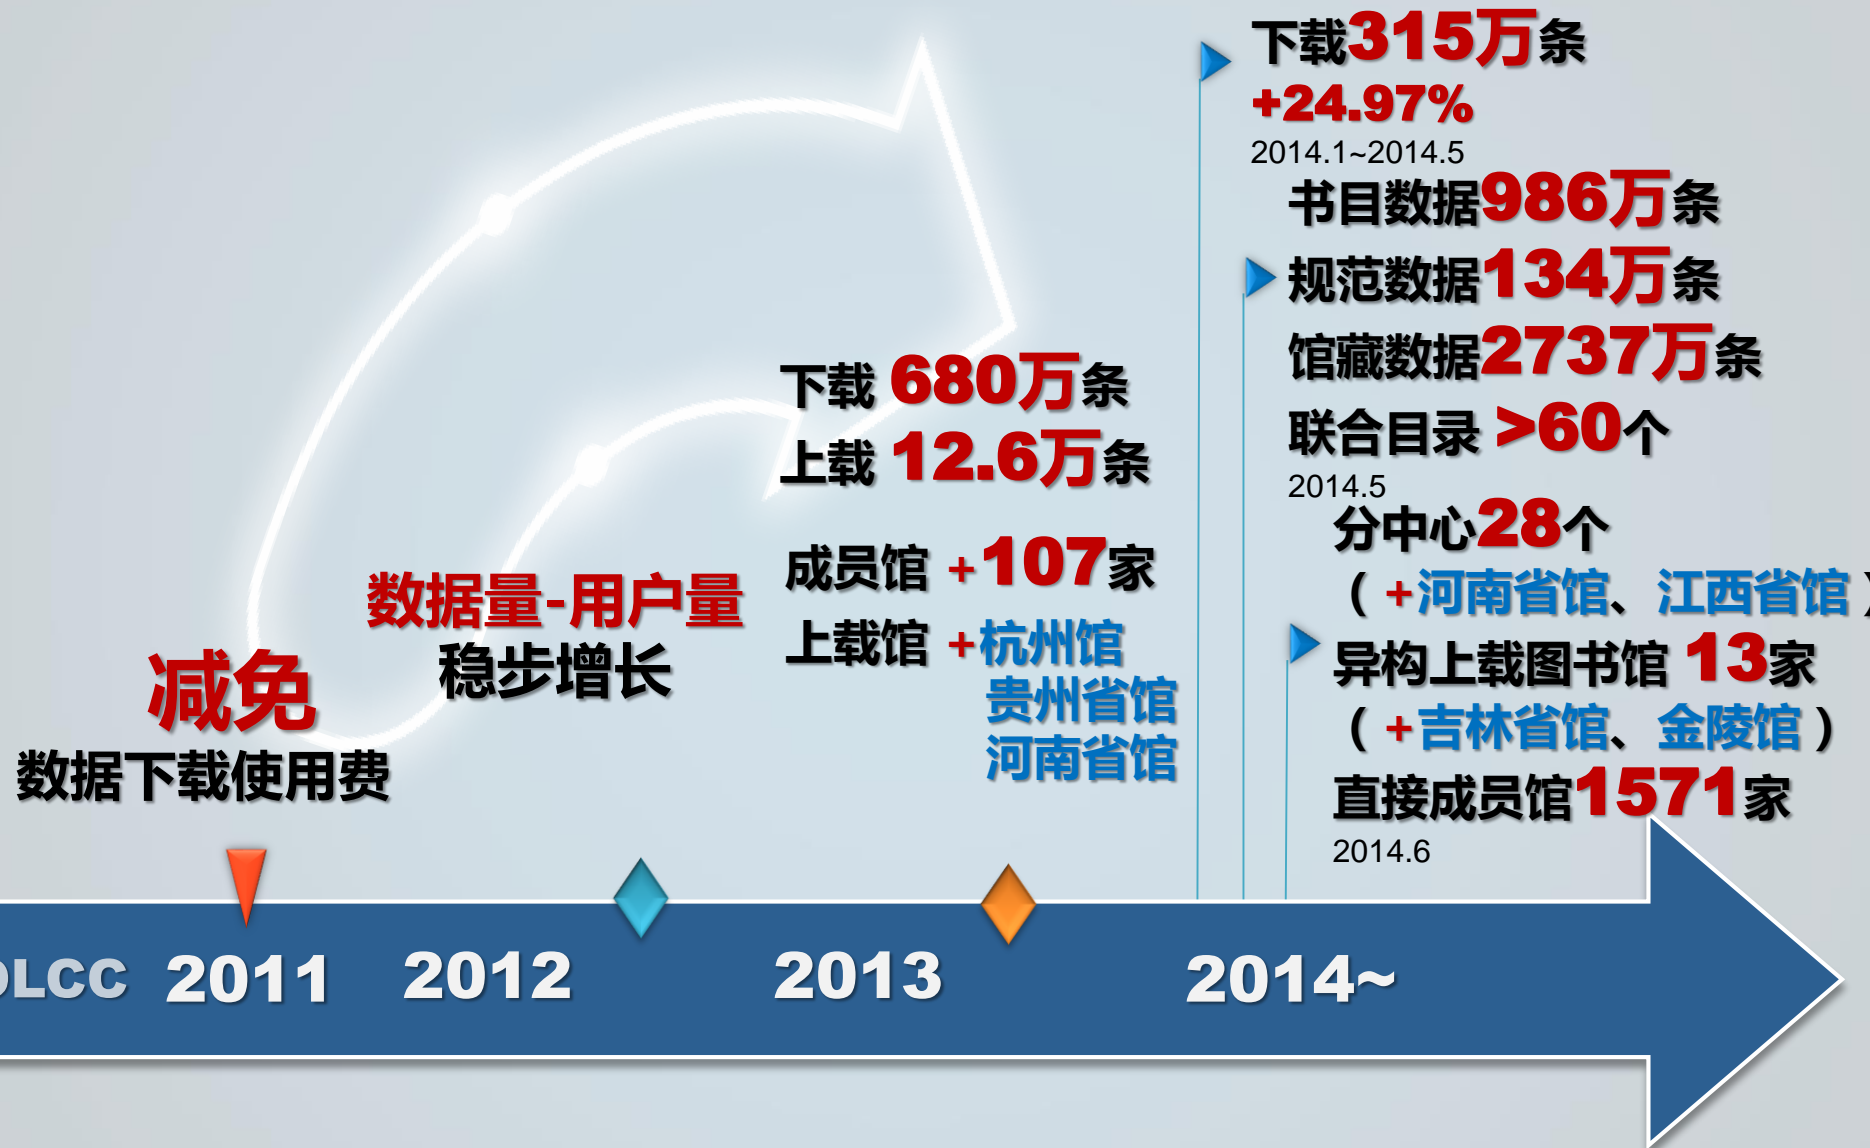 减免
数据下载使用费
数据量-用户量
稳步增长
下载 680万条
上载 12.6万条
成员馆 +107家
上载馆 +杭州馆
贵州省馆
河南省馆
下载315万条
+24.97%
2014.1~2014.5
书目数据986万条
规范数据134万条
馆藏数据2737万条
联合目录 >60个
2014.5
分中心28个
（ +河南省馆、江西省馆 ）
异构上载图书馆 13家
（ +吉林省馆、金陵馆 ）
直接成员馆1571家
2014.6
OLCC 2011 2012 2013 2014~